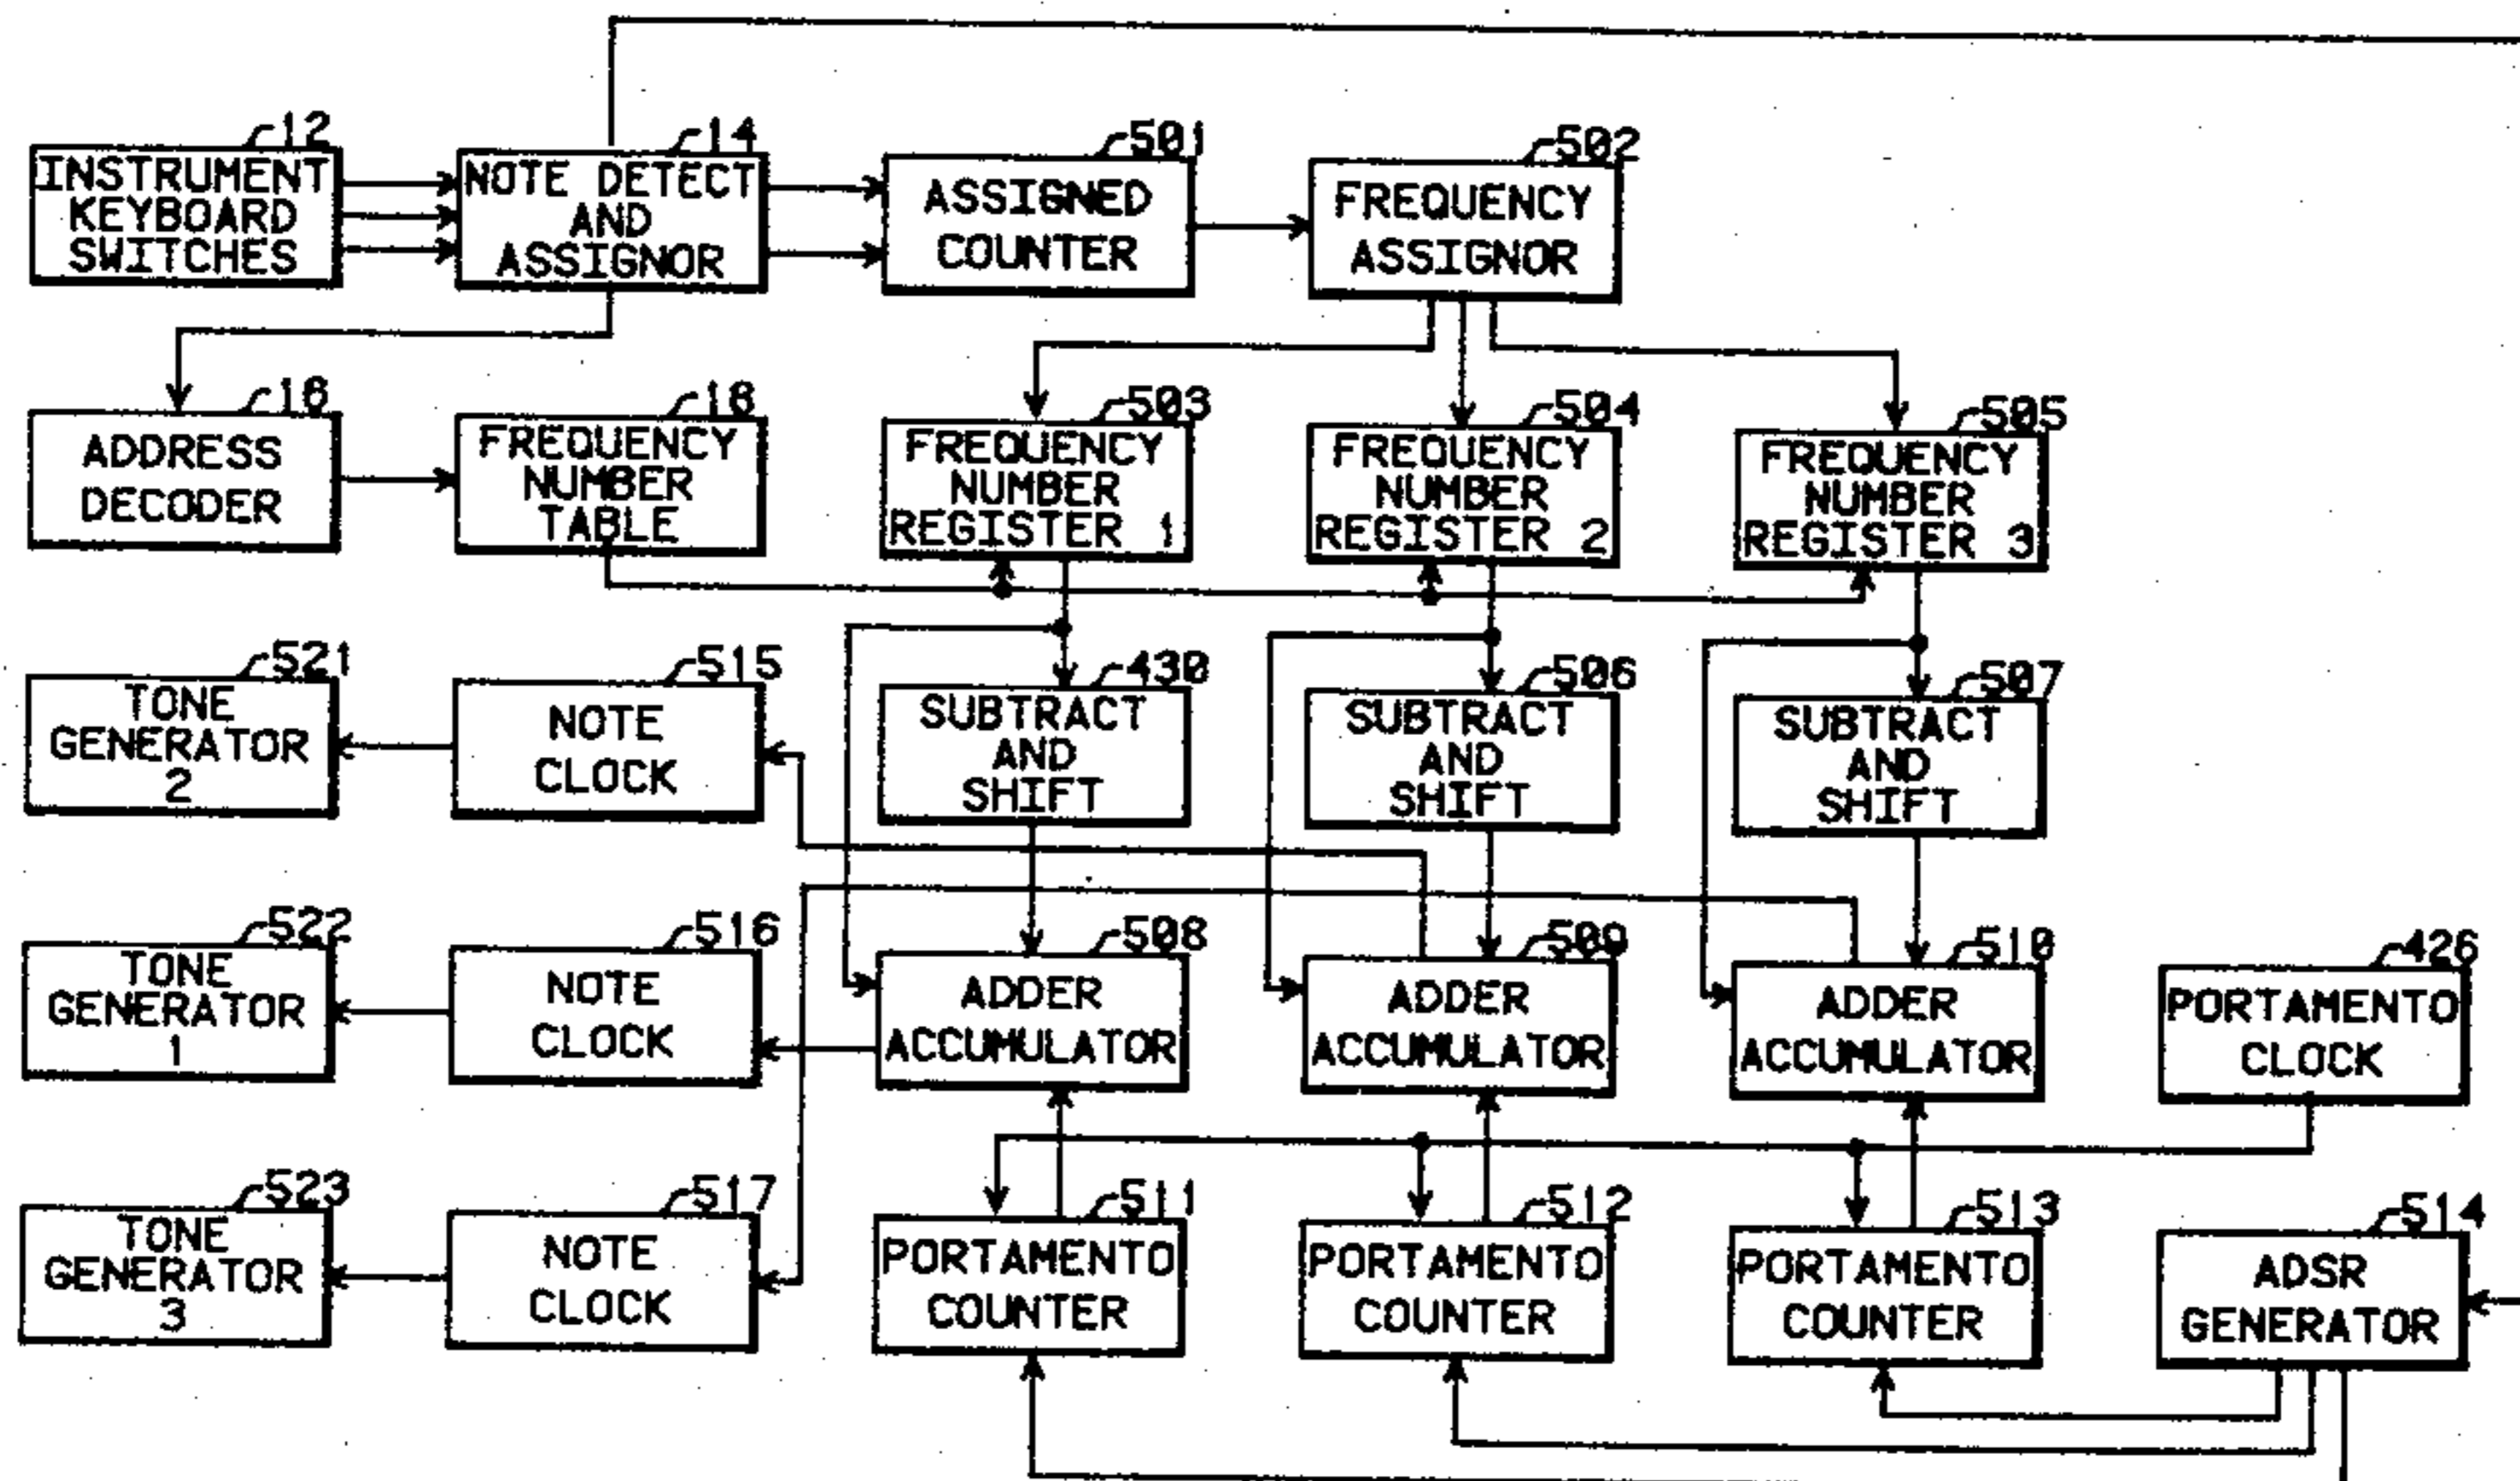 12
INSTRUMENT
KEYBOARD
SWITCHES
14
NOTE DETECT
AND
ASSIGNOR
501
ASSIGNED
COUNTER
502
FREQUENCY
ASSIGNOR
16
ADDRESS
DECODER
18
FREQUENCY
NUMBER
TABLE
503
FREQUENCY
NUMBER
REGISTER 1
504
FREQUENCY
NUMBER
REGISTER 2
505
FREQUENCY
NUMBER
REGISTER 3
521
TONE
GENERATOR
2
515
NOTE
CLOCK
430
SUBTRACT
AND
SHIFT
506
SUBTRACT
AND
SHIFT
507
SUBTRACT
AND
SHIFT
522
TONE
GENERATOR
1
516
NOTE
CLOCK
508
ADDER
ACCUMULATOR
509
ADDER
ACCUMULATOR
510
ADDER
ACCUMULATOR
426
PORTAMENTO
CLOCK
523
TONE
GENERATOR
3
517
NOTE
CLOCK
511
PORTAMENTO
COUNTER
512
PORTAMENTO
COUNTER
513
PORTAMENTO
COUNTER
514
ADSR
GENERATOR